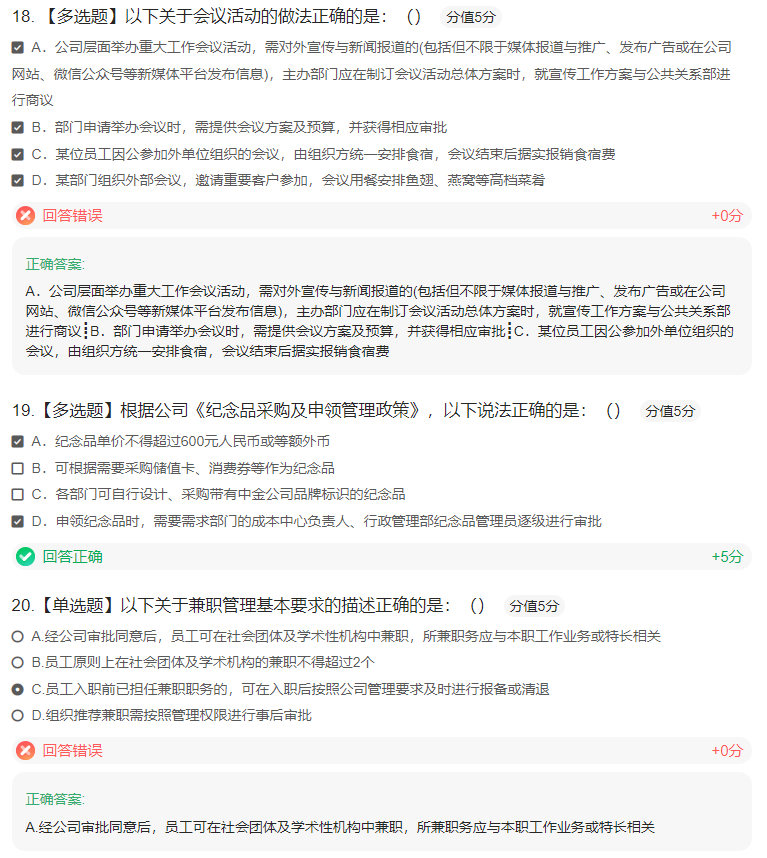 18.【多选题】以下关于会议活动的做法正确的是：（） 分值5分
A．公司层面举办重大工作会议活动，需对外宣传与新闻报道的(包括但不限于媒体报道与推广、发布广告或在公司
网站、微信公众号等新媒体平台发布信息)，主办部门应在制订会议活动总体方案时，就宣传工作方案与公共关系部进
行商议
B．部门申请举办会议时，需提供会议方案及预算，并获得相应审批
C．某位员工因公参加外单位组织的会议，由组织方统一安排食宿，会议结束后据实报销食宿费
D．某部门组织外部会议，邀请重要客户参加，会议用餐安排鱼翅、燕窝等高档菜肴
回答错误 +0分
正确答案:
A．公司层面举办重大工作会议活动，需对外宣传与新闻报道的(包括但不限于媒体报道与推广、发布广告或在公司
网站、微信公众号等新媒体平台发布信息)，主办部门应在制订会议活动总体方案时，就宣传工作方案与公共关系部
进行商议┋B．部门申请举办会议时，需提供会议方案及预算，并获得相应审批┋C．某位员工因公参加外单位组织的
会议，由组织方统一安排食宿，会议结束后据实报销食宿费
19.【多选题】根据公司《纪念品采购及申领管理政策》，以下说法正确的是：（） 分值5分
A．纪念品单价不得超过600元人民币或等额外币
B．可根据需要采购储值卡、消费券等作为纪念品
C．各部门可自行设计、采购带有中金公司品牌标识的纪念品
D．申领纪念品时，需要需求部门的成本中心负责人、行政管理部纪念品管理员逐级进行审批
回答正确 +5分
20.【单选题】以下关于兼职管理基本要求的描述正确的是：（） 分值5分
A.经公司审批同意后，员工可在社会团体及学术性机构中兼职，所兼职务应与本职工作业务或特长相关
B.员工原则上在社会团体及学术机构的兼职不得超过2个
C.员工入职前已担任兼职职务的，可在入职后按照公司管理要求及时进行报备或清退
D.组织推荐兼职需按照管理权限进行事后审批
回答错误 +0分
正确答案:
A.经公司审批同意后，员工可在社会团体及学术性机构中兼职，所兼职务应与本职工作业务或特长相关